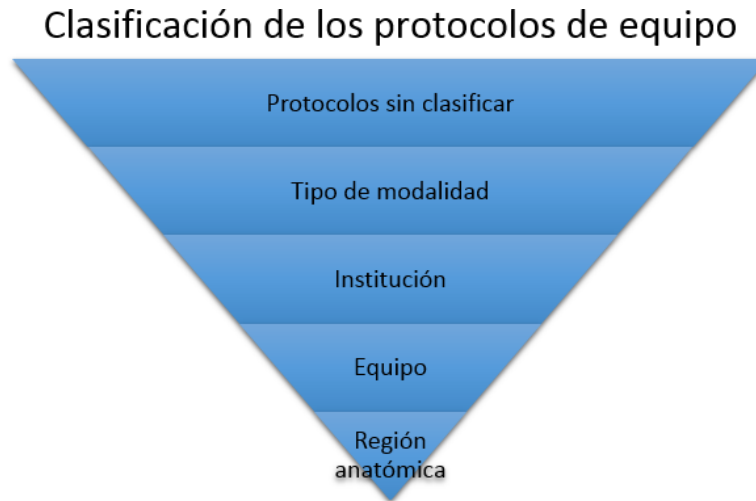 Clasificación de los protocolos de equipo
Protocolos sin clasificar
Tipo de modalidad
Institución
Equipo
Región
anatómica